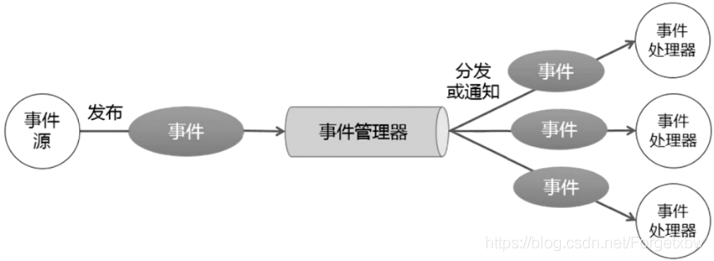 事件
源
发布
事件
事件管理器
分发
或通知
事件
事件
处理器
事件
事件
处理器
事件
事件
处理器
https://blog.csdn.net/Forgetxbw